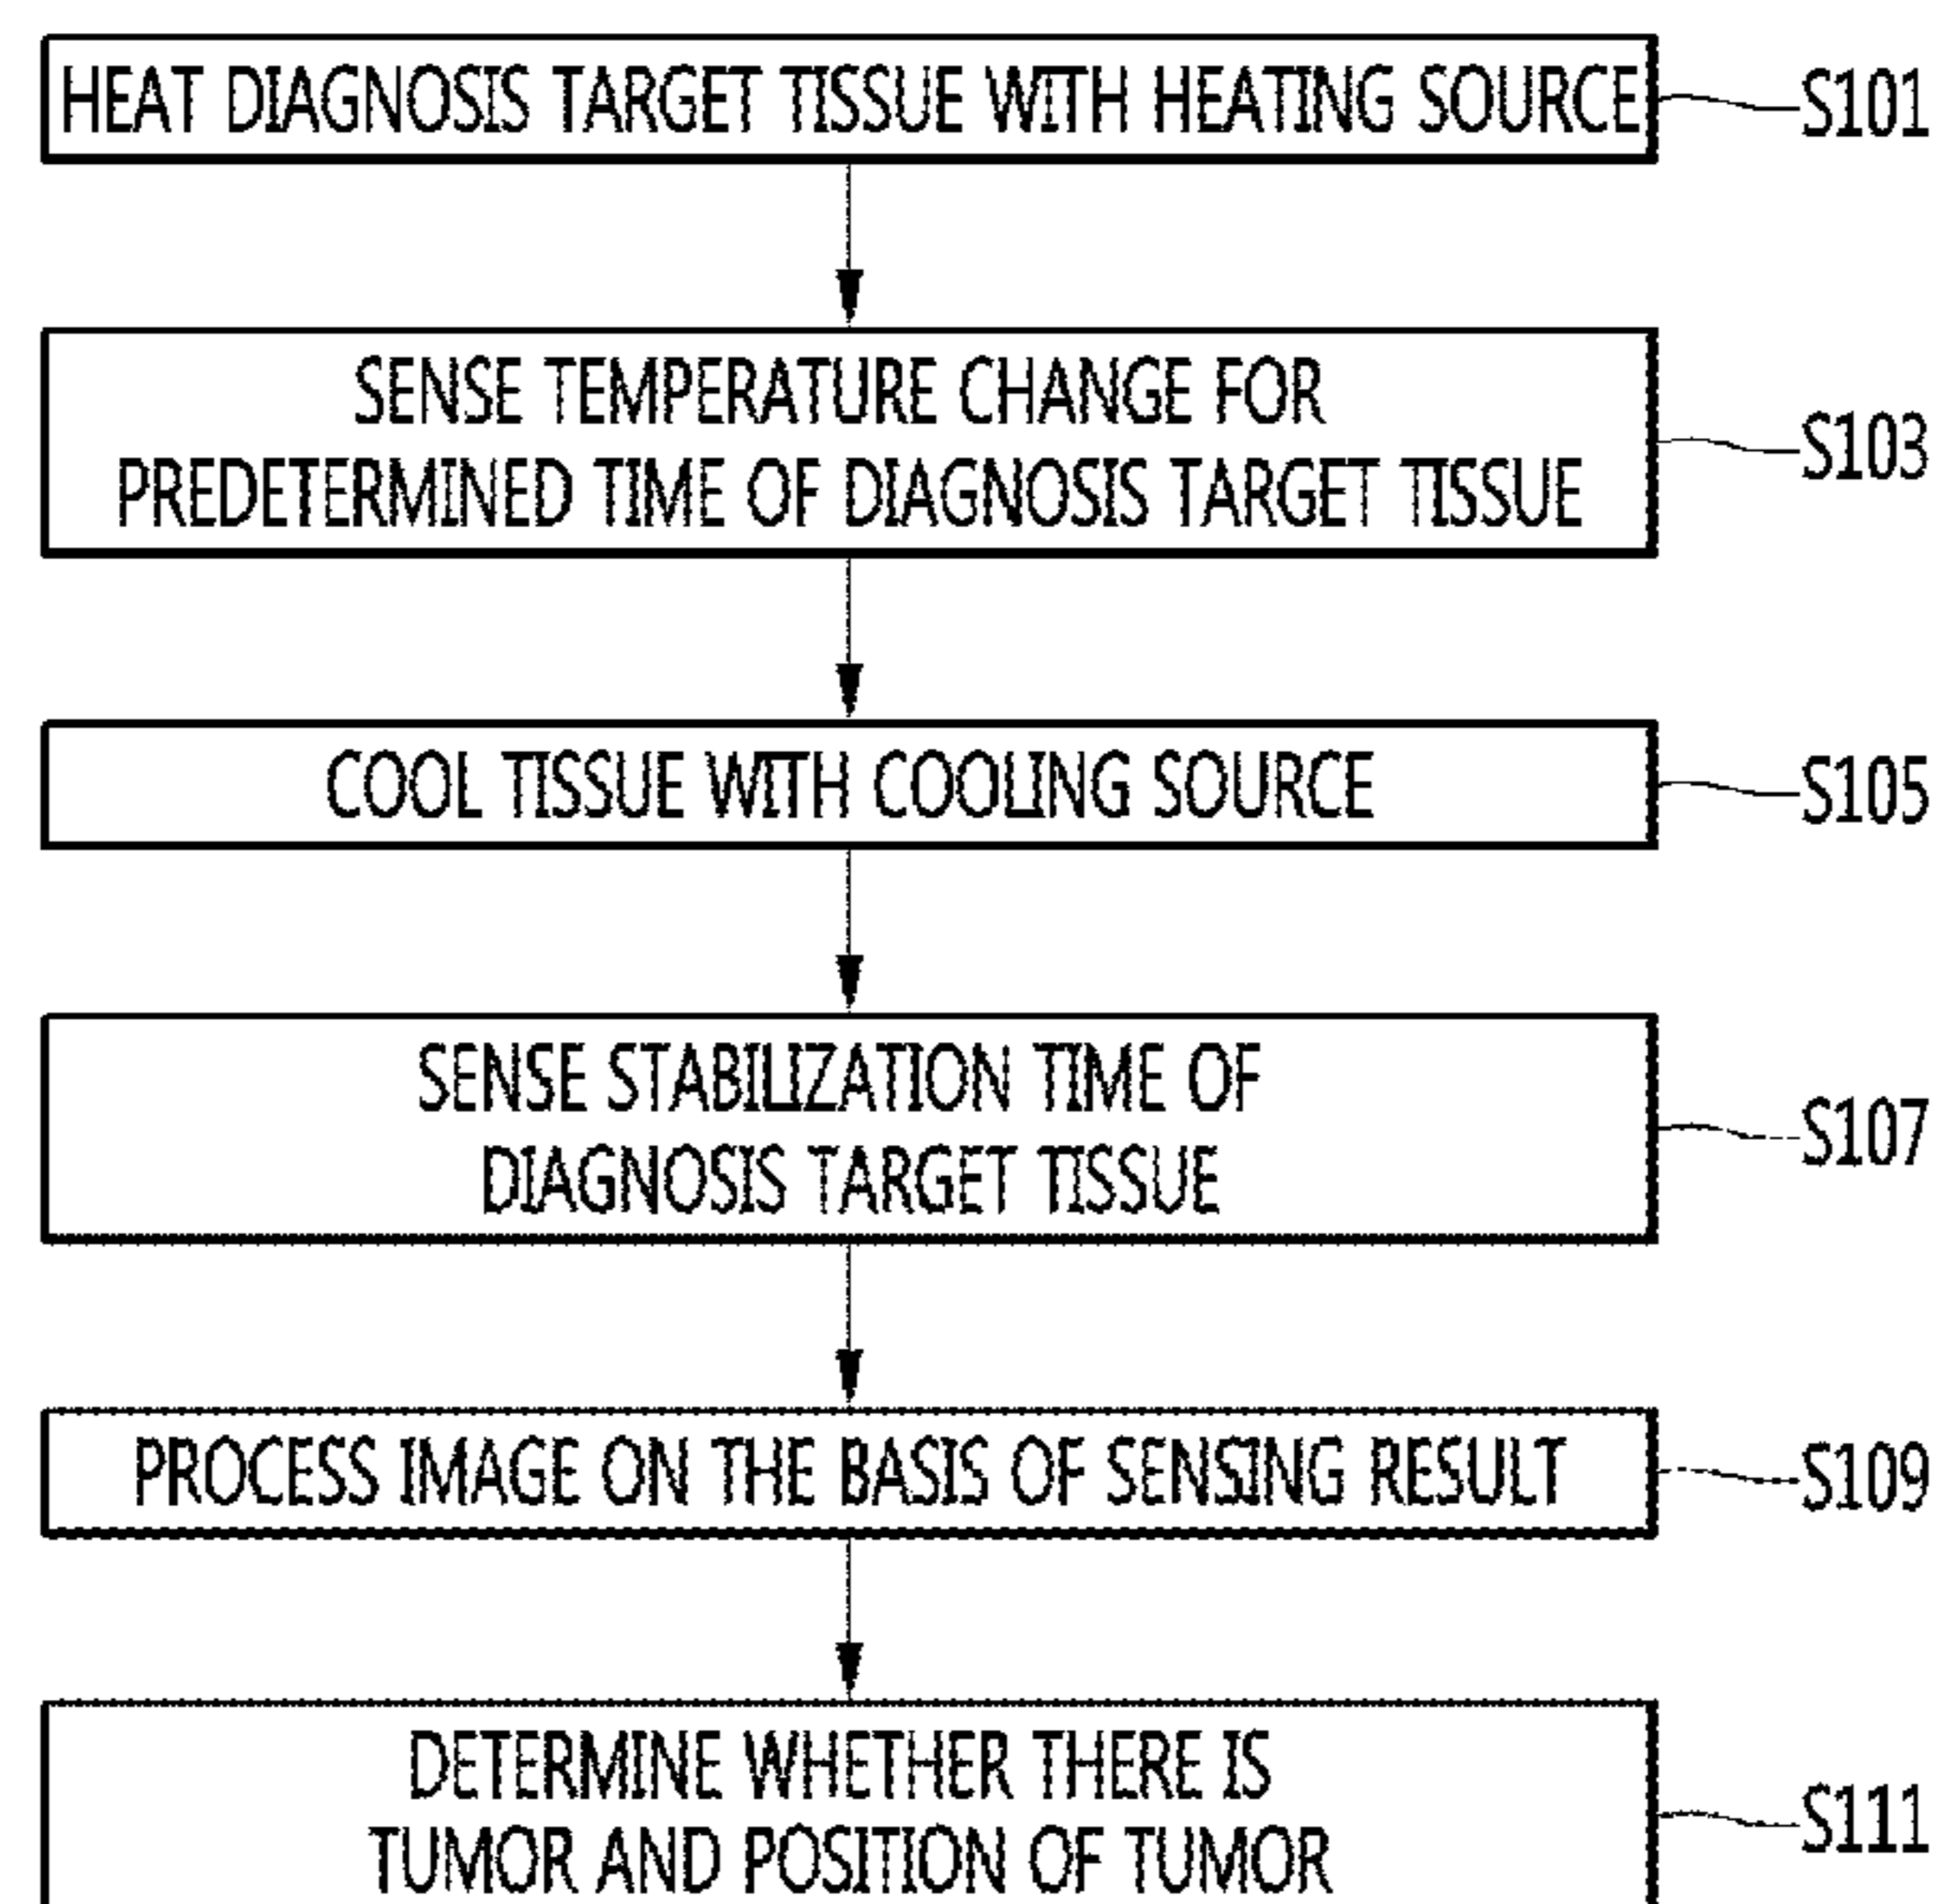 HEAT DIAGNOSIS TARGET TISSUE WITH HEATING SOURCE
S101
SENSE TEMPERATURE CHANGE FOR
PREDETERMINED TIME OF DIAGNOSIS TARGET TISSUE
S103
COOL TISSUE WITH COOLING SOURCE
S105
SENSE STABILIZATION TIME OF
DIAGNOSIS TARGET TISSUE
S107
PROCESS IMAGE ON THE BASIS OF SENSING RESULT
S109
DETERMINE WHETHER THERE IS
TUMOR AND POSITION OF TUMOR
S111